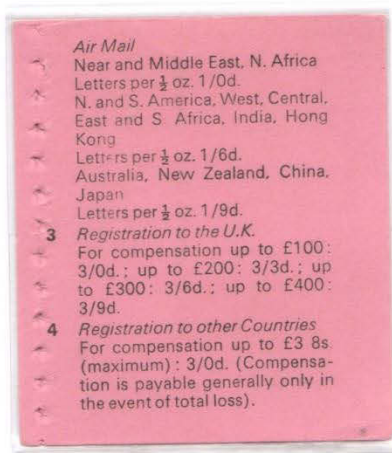 Air Mail
Near and Middle East, N. Africa
Letters per ½ oz. 1/0d.
N. and S. America, West, Central,
East and S Africa, India, Hong
Kong
Letters per ½ oz. 1/6d.
Australia, New Zealand, China,
Japan
Letters per ½ oz. 1/9d.
3 Registration to the U.K.
For compensation up to £100:
3/0d.; up to £200: 3/3d.; up
to £300: 3/6d.; up to £400:
3/9d.
4 Registration to other Countries
For compensation up to £3 8s.
(maximum): 3/0d. (Compensa-
tion is payable generally only in
the event of total loss).